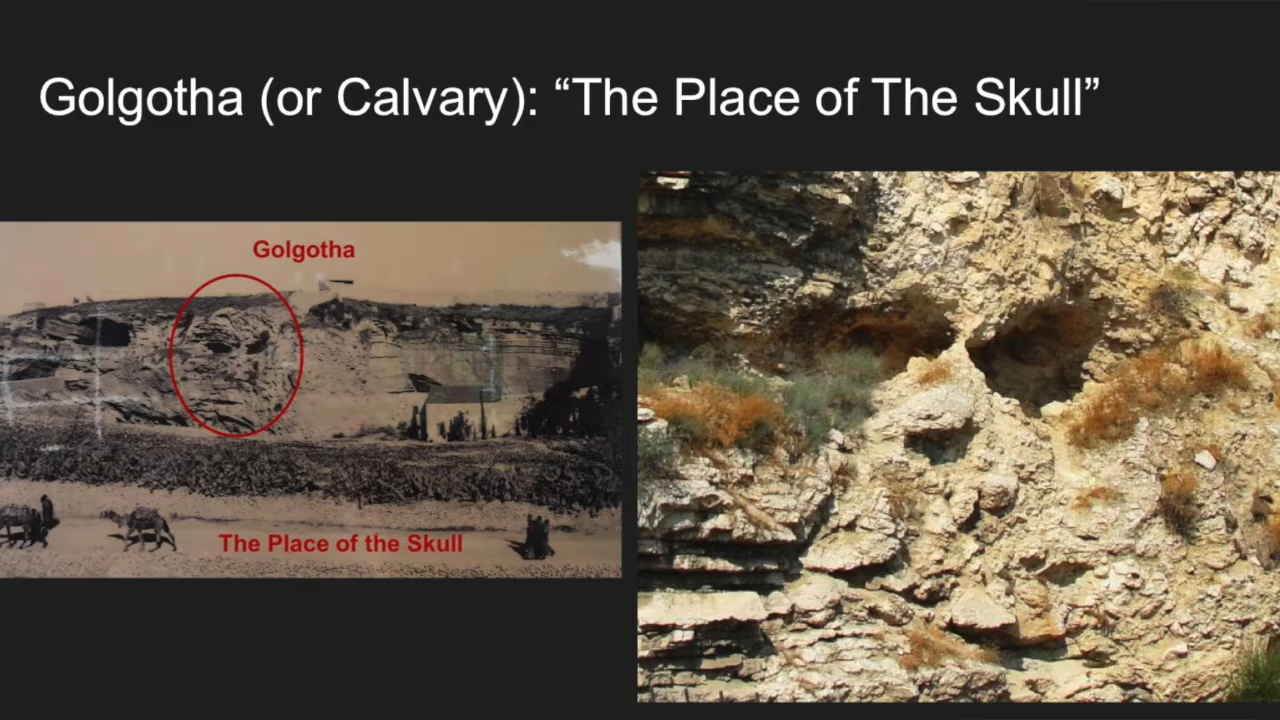 Golgotha (or Calvary): “The Place of The Skull”
Golgotha
The Place of the Skull